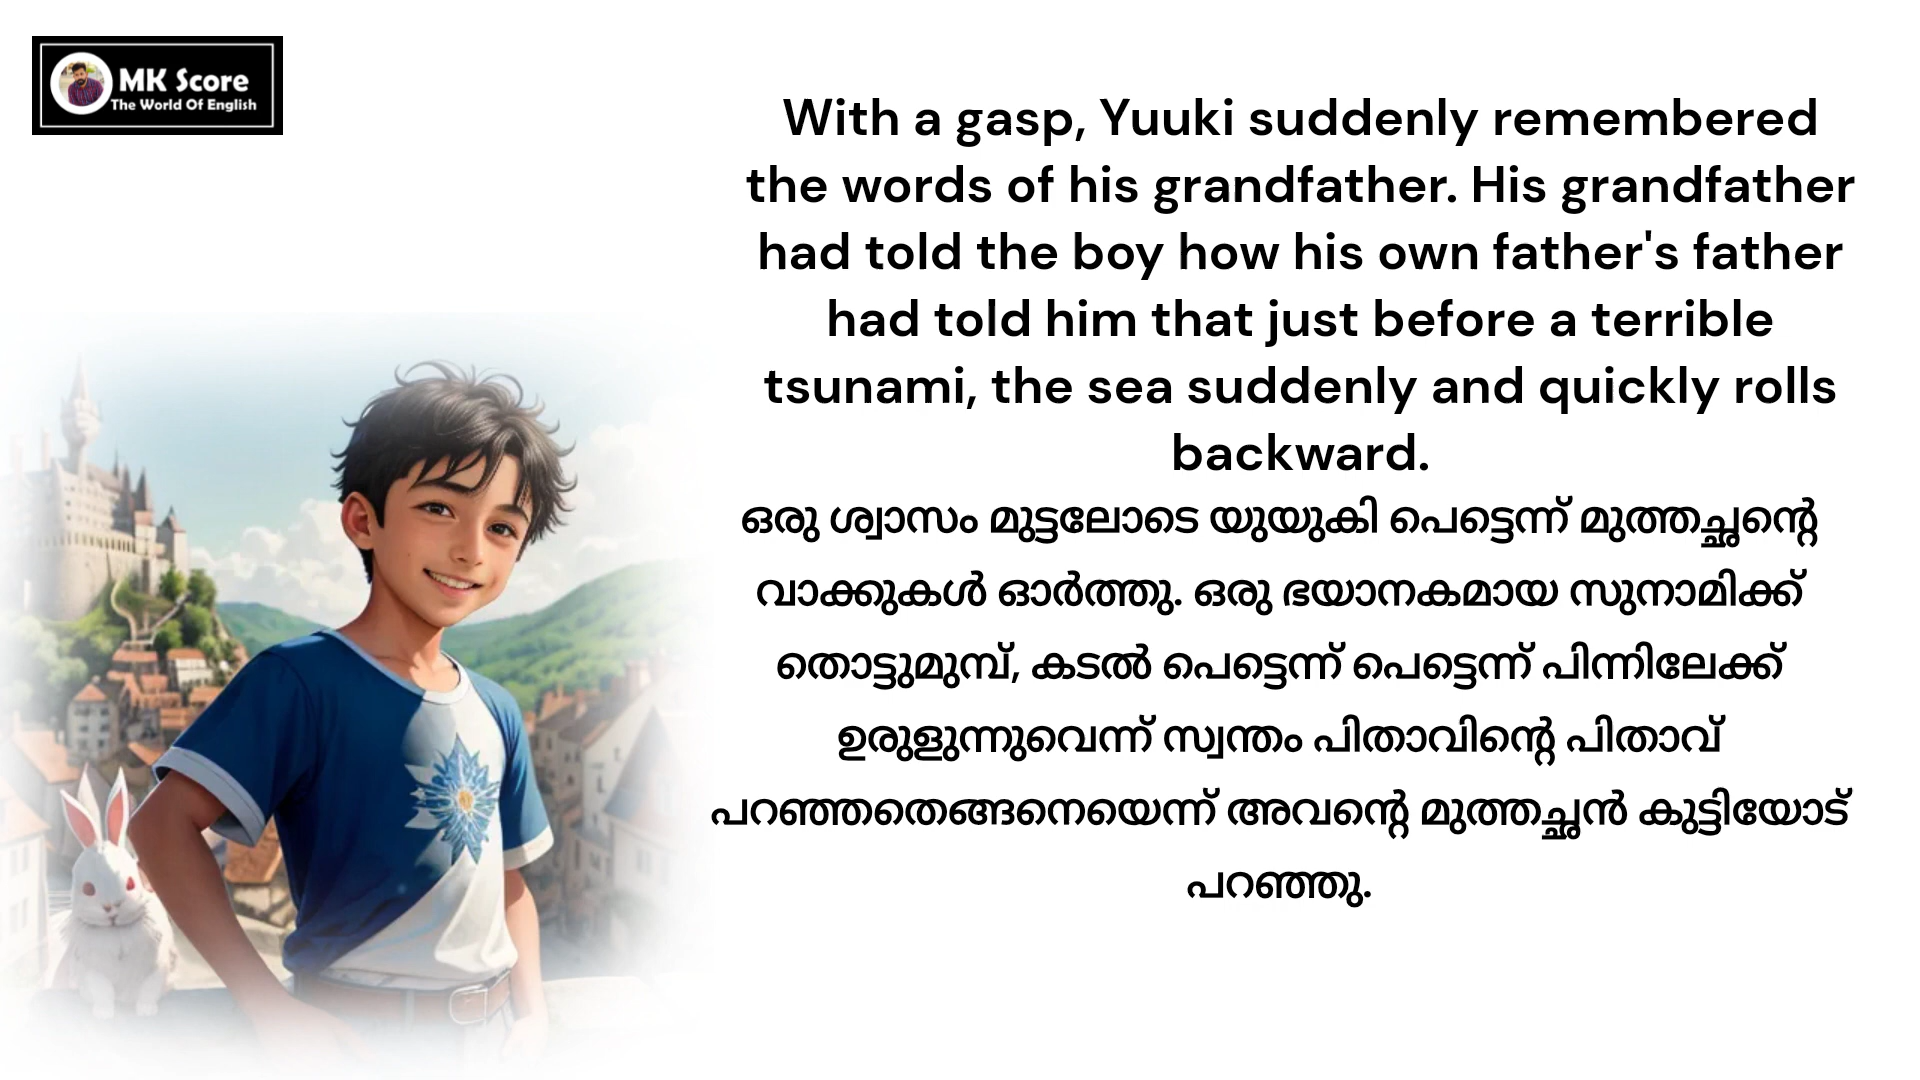 MK Score
The World Of English
With a gasp, Yuuki suddenly remembered
the words of his grandfather. His grandfather
had told the boy how his own father's father
had told him that just before a terrible
tsunami, the sea suddenly and quickly rolls
backward.
ഒരു ശ്വാസം മുട്ടലോടെ യുയുകി പെട്ടെന്ന് മുത്തച്ഛന്റെ
വാക്കുകൾ ഓർത്തു. ഒരു ഭയാനകമായ സുനാമിക്ക്
തൊട്ടുമുമ്പ്, കടൽ പെട്ടെന്ന് പെട്ടെന്ന് പിന്നിലേക്ക്
ഉരുളുന്നുവെന്ന് സ്വന്തം പിതാവിന്റെ പിതാവ്
പറഞ്ഞതെങ്ങനെയെന്ന് അവന്റെ മുത്തച്ഛൻ കുട്ടിയോട്
പറഞ്ഞു.